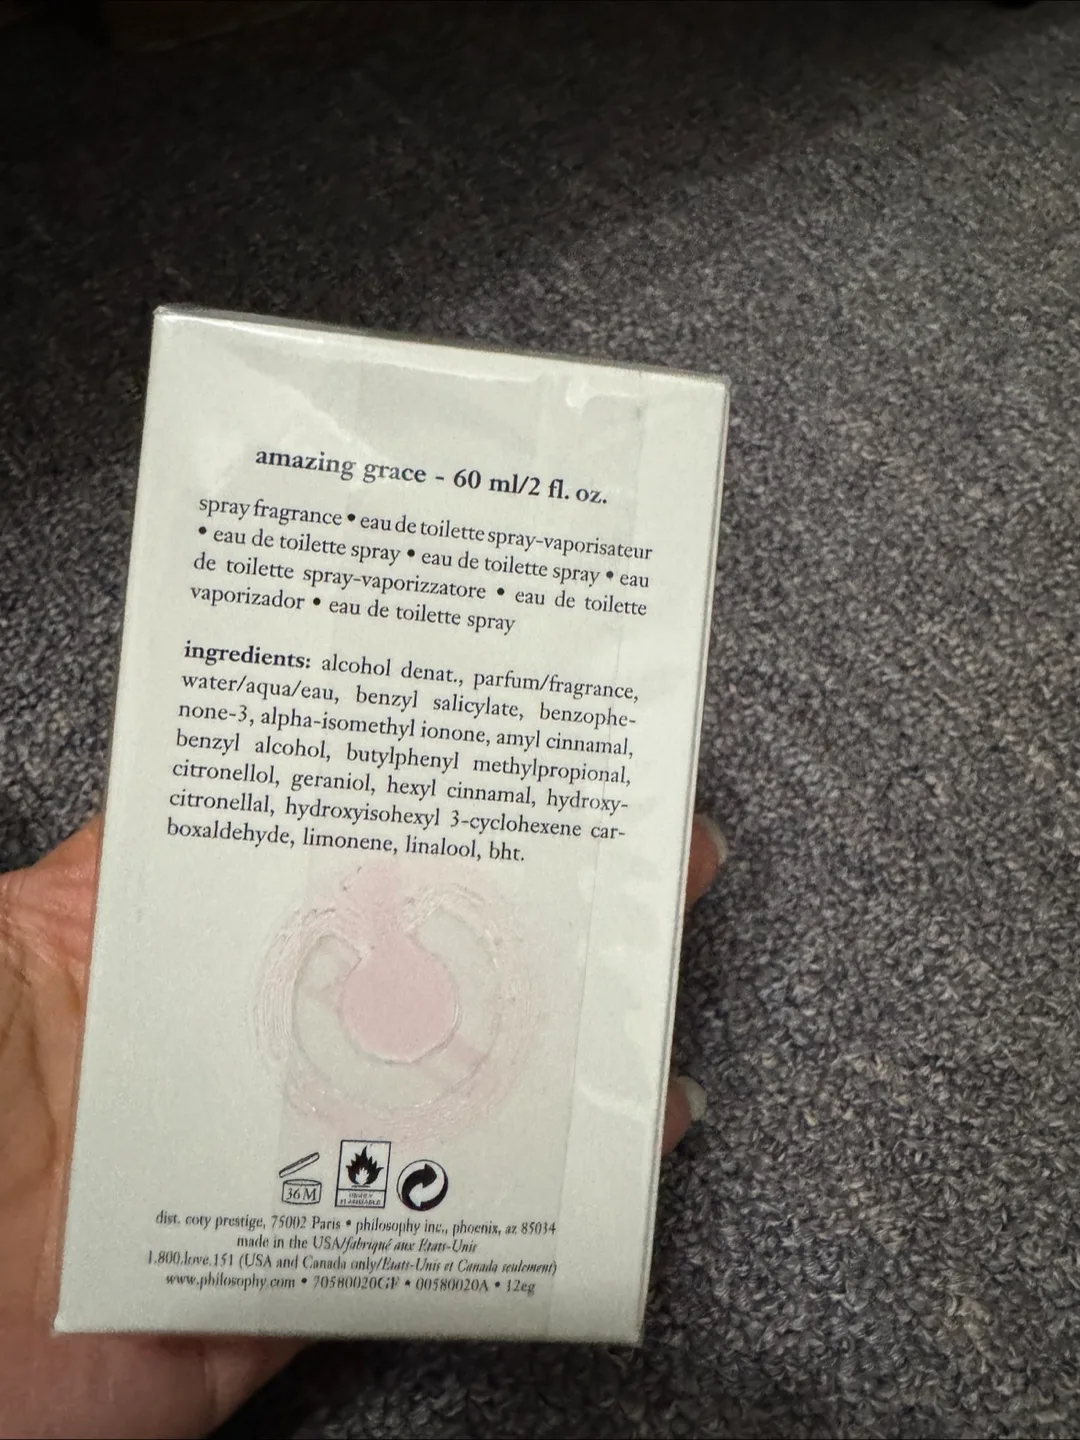 amazing grace - 60 ml/2 fl. oz.
spray fragrance • eau de toilette spray-vaporisateur
• eau de toilette spray • eau de toilette spray • eau
de toilette spray-vaporizzatore • eau de toilette
vaporizador • eau de toilette spray
ingredients: alcohol denat., parfum/fragrance,
water/aqua/eau, benzyl salicylate, benzophe-
none-3, alpha-isomethyl ionone, amyl cinnamal,
benzyl alcohol, butylphenyl methylpropional,
citronellol, geraniol, hexyl cinnamal, hydroxy-
citronellal, hydroxyisohexyl 3-cyclohexene car-
boxaldehyde, limonene, linalool, bht.
36M
dist. coty prestige, 75002 Paris • philosophy inc., phoenix, az 85034
made in the USA/fabriqué aux États-Unis
1.800.love.151 (USA and Canada only/États-Unis et Canada seulement)
www.philosophy.com • 70580020GF • 00580020A • 12eg